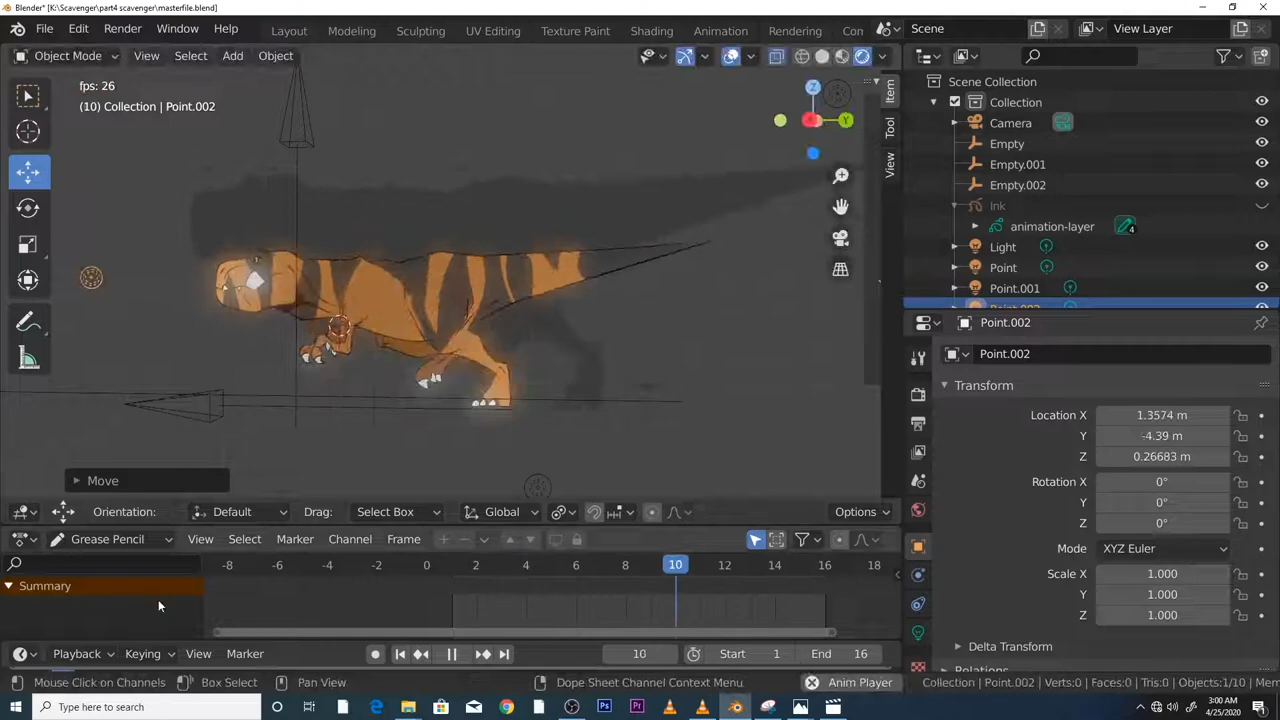 Blender* [K:\Scavenger\part4 scavenger\masterfile.blend]
File Edit Render Window Help Layout Modeling Sculpting UV Editing Texture Paint Shading Animation Rendering Com Scene View Layer
Object Mode View Select Add Object
fps: 26
(10) Collection | Point.002
Z
Y
Item
Tool
View
Scene Collection
Collection
Camera
Empty
Empty.001
Empty.002
Ink
animation-layer 4
Light
Point
Point.001
Point.002
Point.002
Transform
Location X 1.3574 m
Y -4.39 m
Z 0.26683 m
Rotation X 0°
Y 0°
Z 0°
Mode XYZ Euler
Scale X 1.000
Y 1.000
Z 1.000
Delta Transform
Relations
Move
Orientation: Default Drag: Select Box Global Options
Grease Pencil View Select Marker Channel Frame
-8 -6 -4 -2 0 2 4 6 8 10 12 14 16 18
Summary
Playback Keying View Marker 10 Start 1 End 16
Mouse Click on Channels Box Select Pan View Dope Sheet Channel Context Menu Anim Player Collection | Point.002 | Verts:0 | Faces:0 | Tris:0 | Objects:1/10 | Mem
Type here to search
3:00 AM
4/25/2020